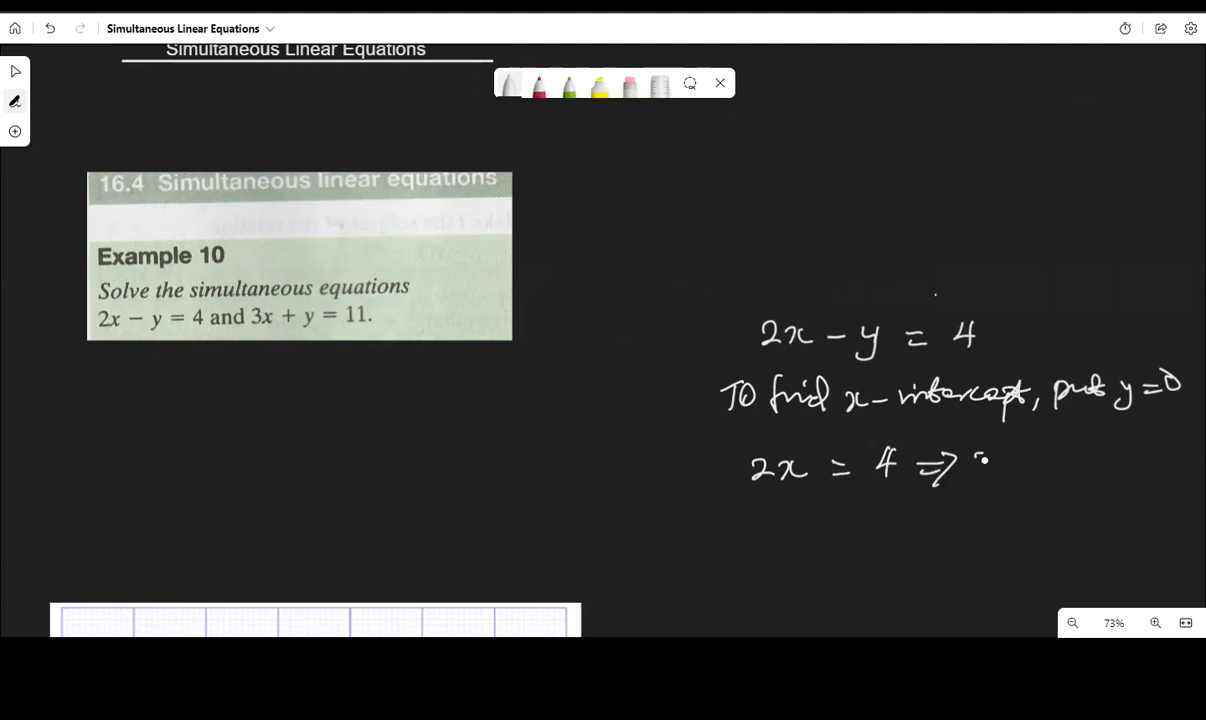 Simultaneous Linear Equations
Simultaneous Linear Equations
16.4 Simultaneous linear equations
Example 10
Solve the simultaneous equations
2x − y = 4 and 3x + y = 11.
2x − y = 4
To find x-intercept, put y=0
2x = 4 ⇒
73%